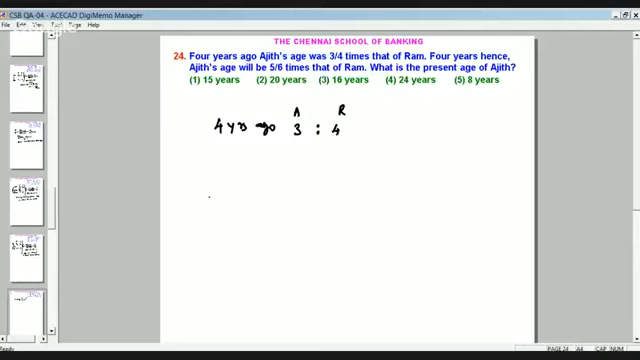 CSB QA-04 - ACECAD DigiMemo Manager
File Edit View Tools Page Help
THE CHENNAI SCHOOL OF BANKING
24. Four years ago Ajith's age was 3/4 times that of Ram. Four years hence,
Ajith's age will be 5/6 times that of Ram. What is the present age of Ajith?
(1) 15 years (2) 20 years (3) 16 years (4) 24 years (5) 8 years
A R
4 yrs ago 3 : 4
Ready
PAGE 24 A4 CAP NUM